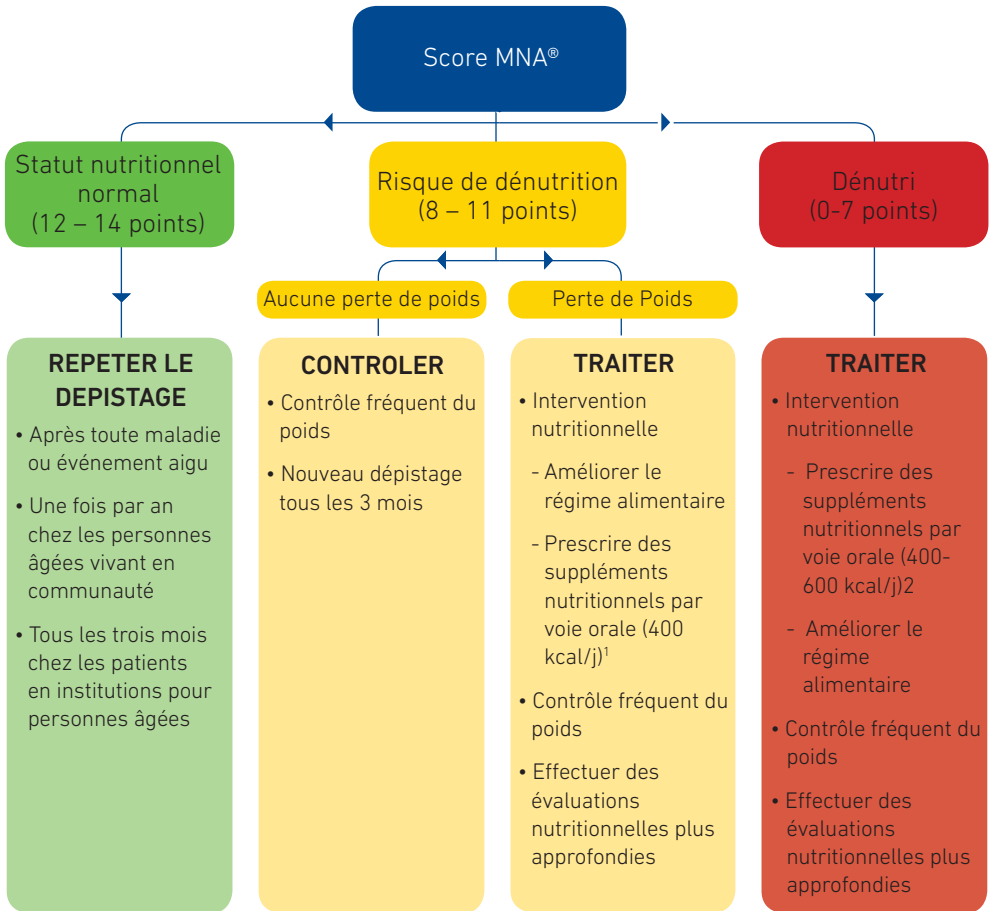 Score MNA®
Statut nutritionnel
normal
(12 – 14 points)
Risque de dénutrition
(8 – 11 points)
Dénutri
(0-7 points)
Aucune perte de poids
Perte de Poids
REPETER LE
DEPISTAGE
• Après toute maladie
ou événement aigu
• Une fois par an
chez les personnes
âgées vivant en
communauté
• Tous les trois mois
chez les patients
en institutions pour
personnes âgées
CONTROLER
• Contrôle fréquent du
poids
• Nouveau dépistage
tous les 3 mois
TRAITER
• Intervention
nutritionnelle
- Améliorer le
régime alimentaire
- Prescrire des
suppléments
nutritionnels par
voie orale (400
kcal/j)¹
• Contrôle fréquent du
poids
• Effectuer des
évaluations
nutritionnelles plus
approfondies
TRAITER
• Intervention
nutritionnelle
- Prescrire des
suppléments
nutritionnels par
voie orale (400-
600 kcal/j)2
- Améliorer le
régime
alimentaire
• Contrôle fréquent du
poids
• Effectuer des
évaluations
nutritionnelles plus
approfondies